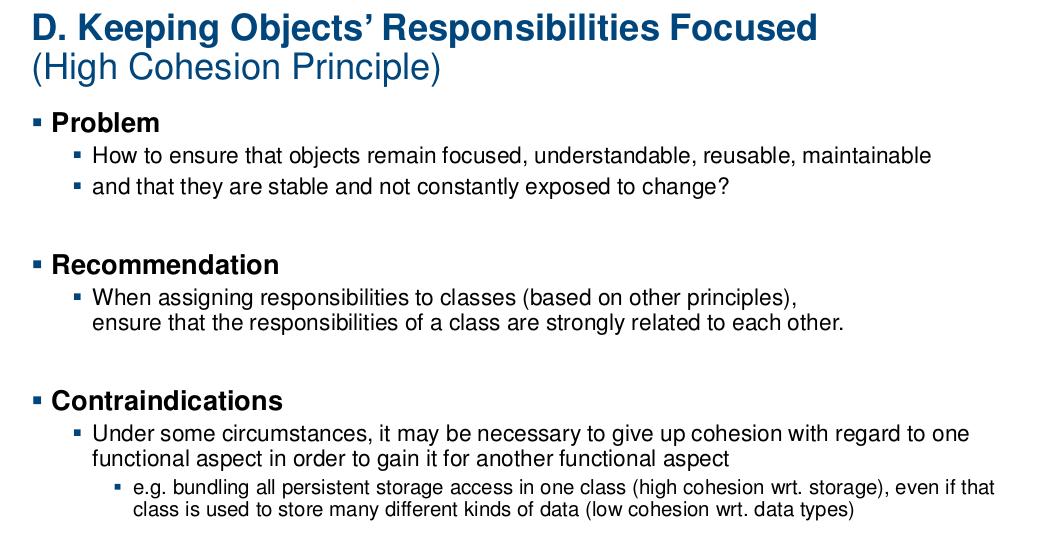 D. Keeping Objects’ Responsibilities Focused
(High Cohesion Principle)
▪ Problem
▪ How to ensure that objects remain focused, understandable, reusable, maintainable
▪ and that they are stable and not constantly exposed to change?
▪ Recommendation
▪ When assigning responsibilities to classes (based on other principles),
ensure that the responsibilities of a class are strongly related to each other.
▪ Contraindications
▪ Under some circumstances, it may be necessary to give up cohesion with regard to one
functional aspect in order to gain it for another functional aspect
▪ e.g. bundling all persistent storage access in one class (high cohesion wrt. storage), even if that
class is used to store many different kinds of data (low cohesion wrt. data types)